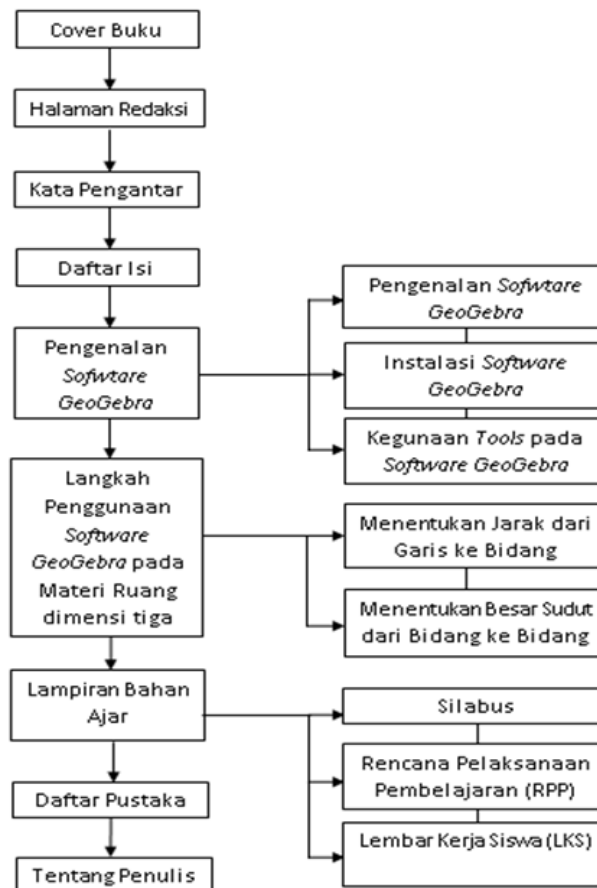 Cover Buku
Halaman Redaksi
Kata Pengantar
Daftar Isi
Pengenalan
Sofwtare
GeoGebra
Pengenalan Sofwtare
GeoGebra
Instalasi Software
GeoGebra
Kegunaan Tools pada
Software GeoGebra
Langkah
Penggunaan
Software
GeoGebra pada
Materi Ruang
dimensi tiga
Menentukan Jarak dari
Garis ke Bidang
Menentukan Besar Sudut
dari Bidang ke Bidang
Lampiran Bahan
Ajar
Silabus
Rencana Pelaksanaan
Pembelajaran (RPP)
Lembar Kerja Siswa (LKS)
Daftar Pustaka
Tentang Penulis